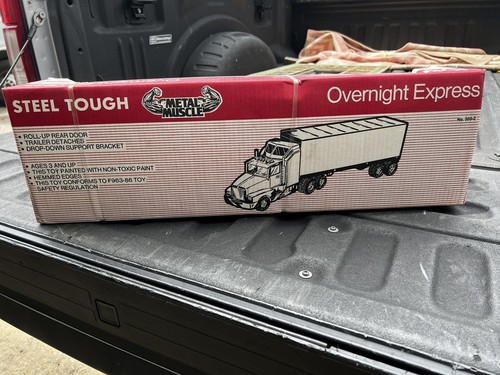 STEEL TOUGH
METAL
MUSCLE
Overnight Express
No. 500-E
• ROLL-UP REAR DOOR
• TRAILER DETACHES
• DROP-DOWN SUPPORT BRACKET
• AGES 3 AND UP
• THIS TOY PAINTED WITH NON-TOXIC PAINT
• HEMMED EDGES
• THIS TOY CONFORMS TO F963-86 TOY
SAFETY REGULATION